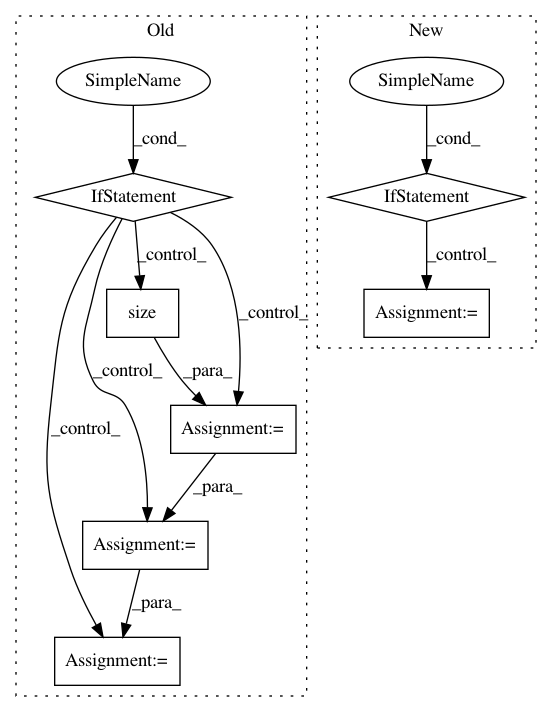 Old
New
SimpleName
SimpleName
_cond_
_cond_
IfStatement
IfStatement
_control_
_control_
size
Assignment:=
_control_
_control_
_para_
_control_
Assignment:=
_para_
Assignment:=
_para_
Assignment:=